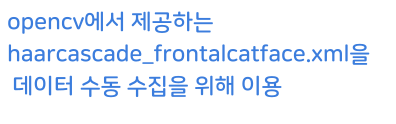 opencv에서 제공하는
haarcascade_frontalcatface.xml을
데이터 수동 수집을 위해 이용